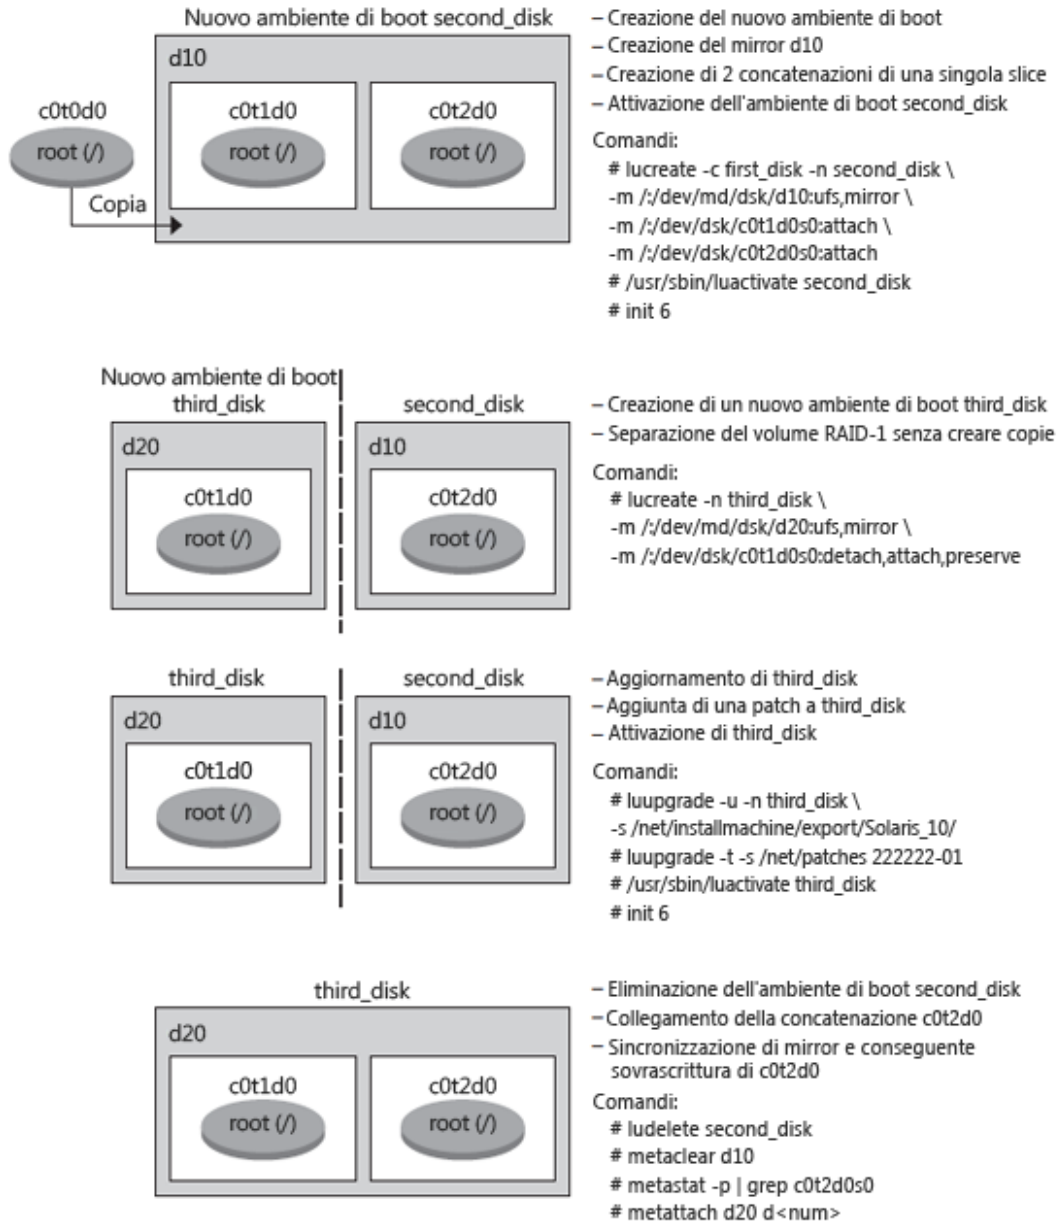 Nuovo ambiente di boot second_disk
d10
c0t0d0
root (/)
Copia
c0t1d0
root (/)
c0t2d0
root (/)
– Creazione del nuovo ambiente di boot
– Creazione del mirror d10
– Creazione di 2 concatenazioni di una singola slice
– Attivazione dell'ambiente di boot second_disk
Comandi:
# lucreate -c first_disk -n second_disk \
-m /:/dev/md/dsk/d10:ufs,mirror \
-m /:/dev/dsk/c0t1d0s0:attach \
-m /:/dev/dsk/c0t2d0s0:attach
# /usr/sbin/luactivate second_disk
# init 6
Nuovo ambiente di boot
third_disk
d20
c0t1d0
root (/)
second_disk
d10
c0t2d0
root (/)
– Creazione di un nuovo ambiente di boot third_disk
– Separazione del volume RAID-1 senza creare copie
Comandi:
# lucreate -n third_disk \
-m /:/dev/md/dsk/d20:ufs,mirror \
-m /:/dev/dsk/c0t1d0s0:detach,attach,preserve
third_disk
d20
c0t1d0
root (/)
second_disk
d10
c0t2d0
root (/)
– Aggiornamento di third_disk
– Aggiunta di una patch a third_disk
– Attivazione di third_disk
Comandi:
# luupgrade -u -n third_disk \
-s /net/installmachine/export/Solaris_10/
# luupgrade -t -s /net/patches 222222-01
# /usr/sbin/luactivate third_disk
# init 6
third_disk
d20
c0t1d0
root (/)
c0t2d0
root (/)
– Eliminazione dell'ambiente di boot second_disk
– Collegamento della concatenazione c0t2d0
– Sincronizzazione di mirror e conseguente
sovrascrittura di c0t2d0
Comandi:
# ludelete second_disk
# metaclear d10
# metastat -p | grep c0t2d0s0
# metattach d20 d<num>